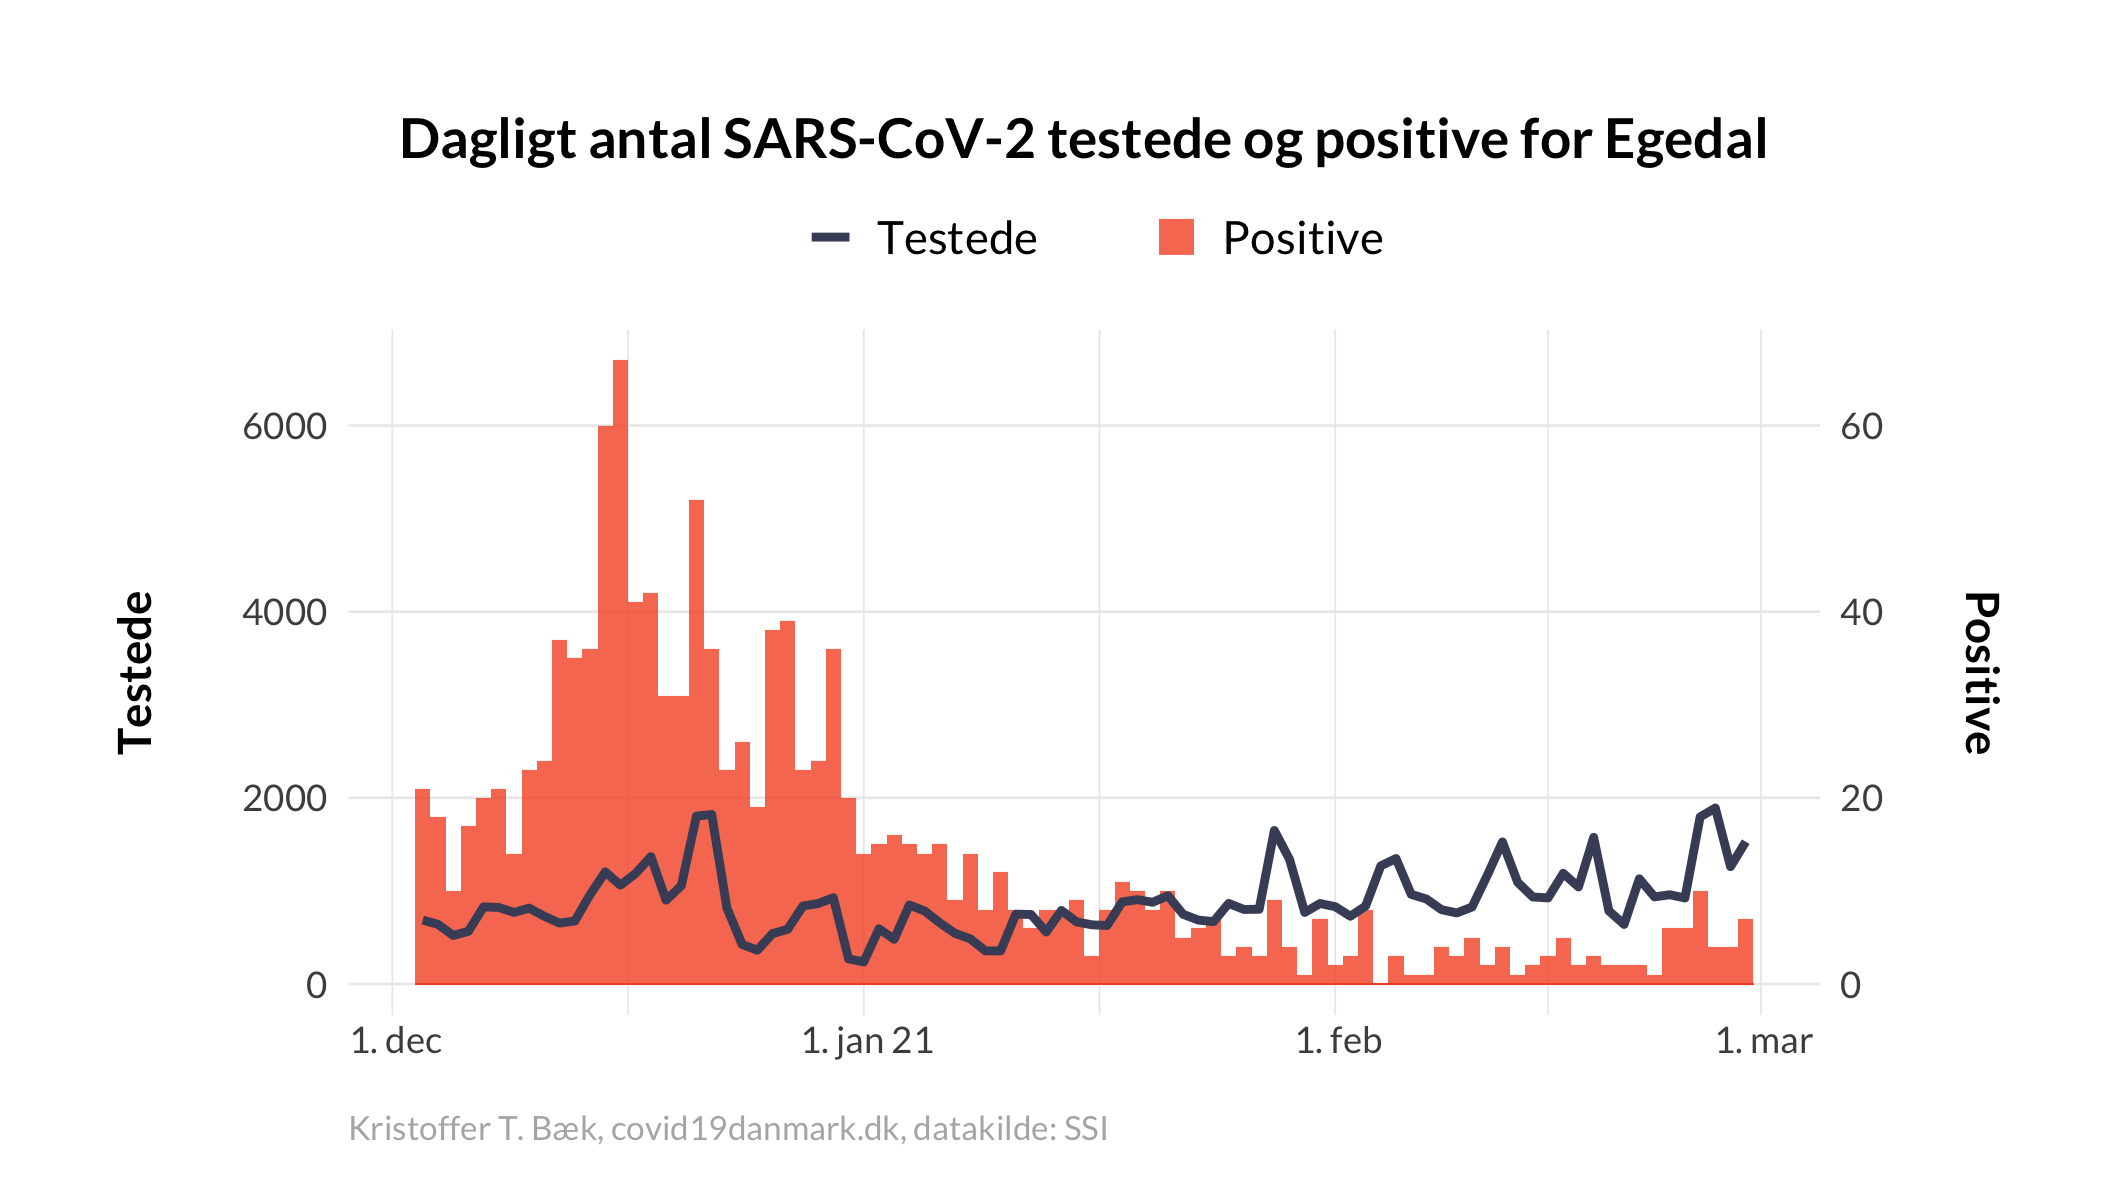 Dagligt antal SARS-CoV-2 testede og positive for Egedal
Testede
Positive
6000
4000
2000
0
Testede
60
40
20
0
Positive
1. dec
1. jan 21
1. feb
1. mar
Kristoffer T. Bæk, covid19danmark.dk, datakilde: SSI